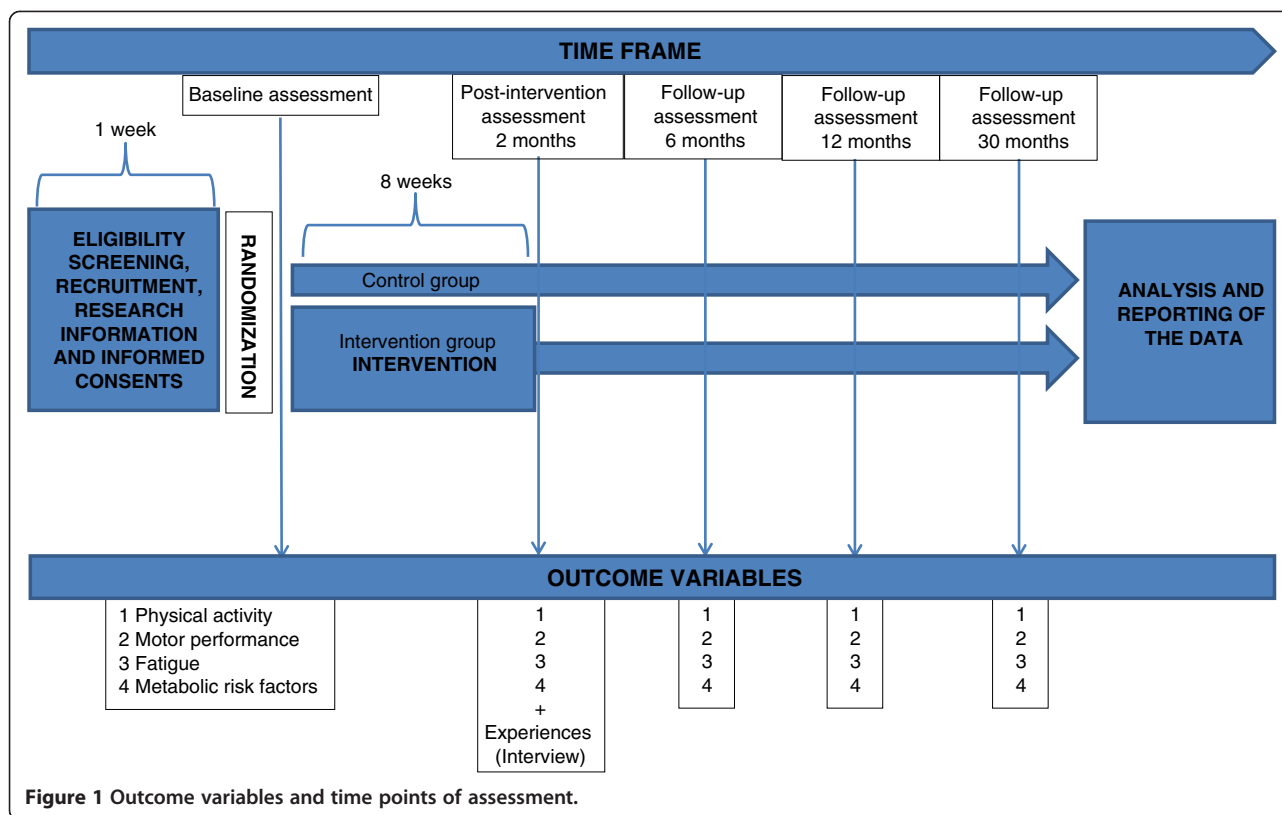 TIME FRAME
Baseline assessment
Post-intervention
assessment
2 months
Follow-up
assessment
6 months
Follow-up
assessment
12 months
Follow-up
assessment
30 months
1 week
8 weeks
ELIGIBILITY
SCREENING,
RECRUITMENT,
RESEARCH
INFORMATION
AND INFORMED
CONSENTS
RANDOMIZATION
Control group
Intervention group
INTERVENTION
ANALYSIS AND
REPORTING OF
THE DATA
OUTCOME VARIABLES
1 Physical activity
2 Motor performance
3 Fatigue
4 Metabolic risk factors
1
2
3
4
+
Experiences
(Interview)
1
2
3
4
1
2
3
4
1
2
3
4
Figure 1 Outcome variables and time points of assessment.